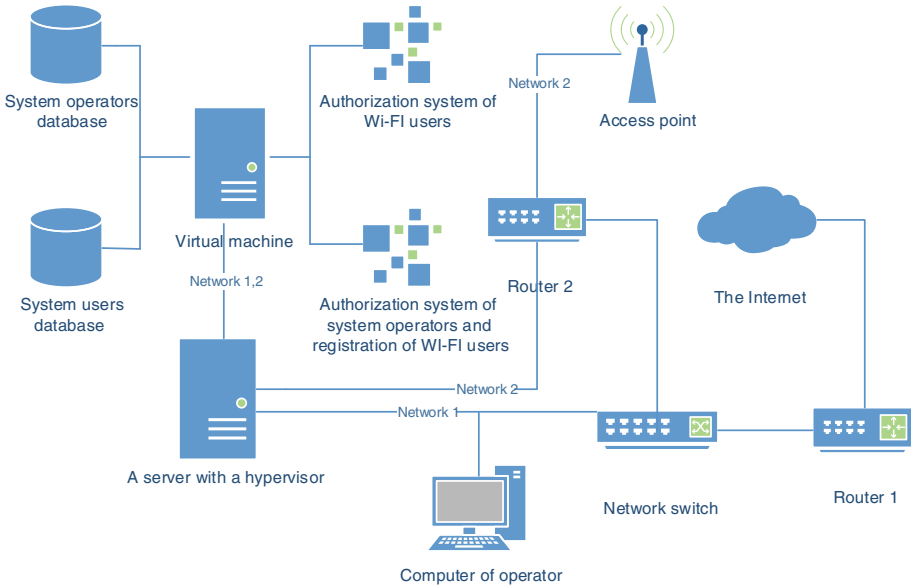 Network 2
System operators
database
Authorization system of
Wi-FI users
Access point
Virtual machine
Network 1,2
System users
database
Authorization system of
system operators and
registration of WI-FI users
Router 2
The Internet
Network 2
Network 1
A server with a hypervisor
Network switch
Router 1
Computer of operator